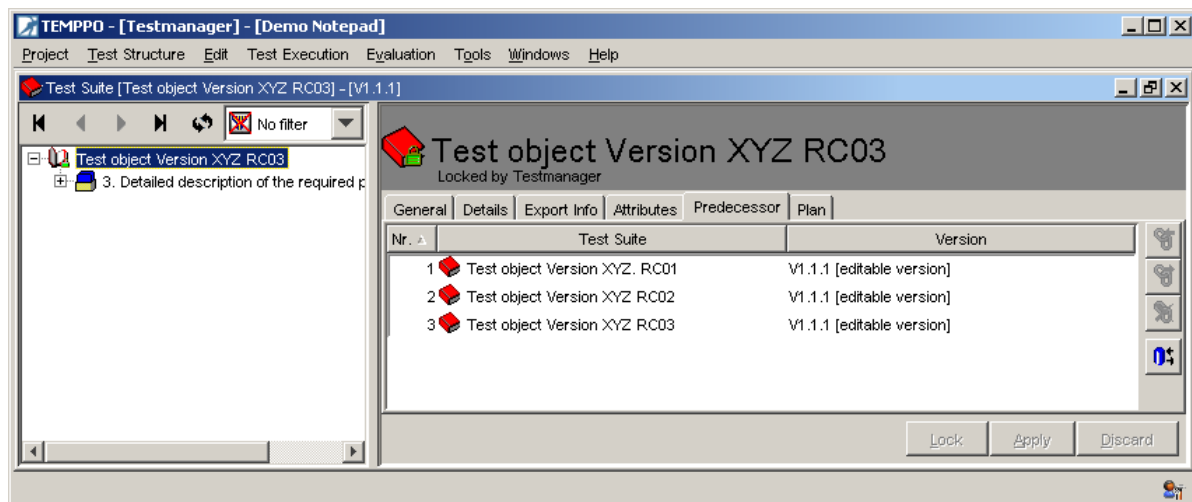 TEMPPO - [Testmanager] - [Demo Notepad]
Project Test Structure Edit Test Execution Evaluation Tools Windows Help
Test Suite [Test object Version XYZ RC03] - [V1.1.1]
No filter
Test object Version XYZ RC03
3. Detailed description of the required p
Test object Version XYZ RC03
Locked by Testmanager
General Details Export Info Attributes Predecessor Plan
Nr. Test Suite Version
1 Test object Version XYZ. RC01 V1.1.1 [editable version]
2 Test object Version XYZ RC02 V1.1.1 [editable version]
3 Test object Version XYZ RC03 V1.1.1 [editable version]
Lock Apply Discard